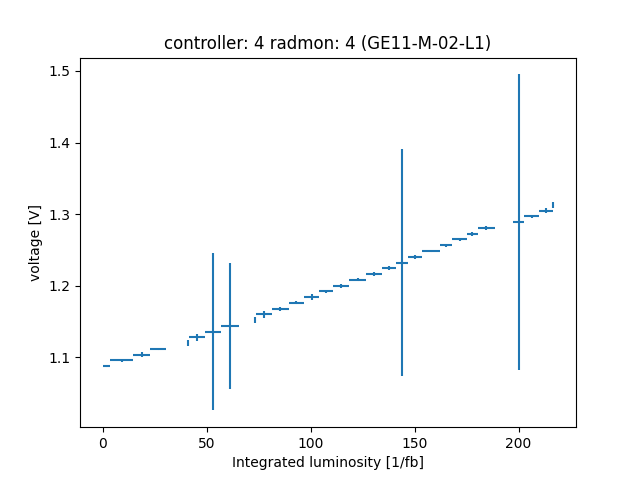 controller: 4 radmon: 4 (GE11-M-02-L1)
1.5
1.4
1.3
1.2
1.1
voltage [V]
0 50 100 150 200
Integrated luminosity [1/fb]